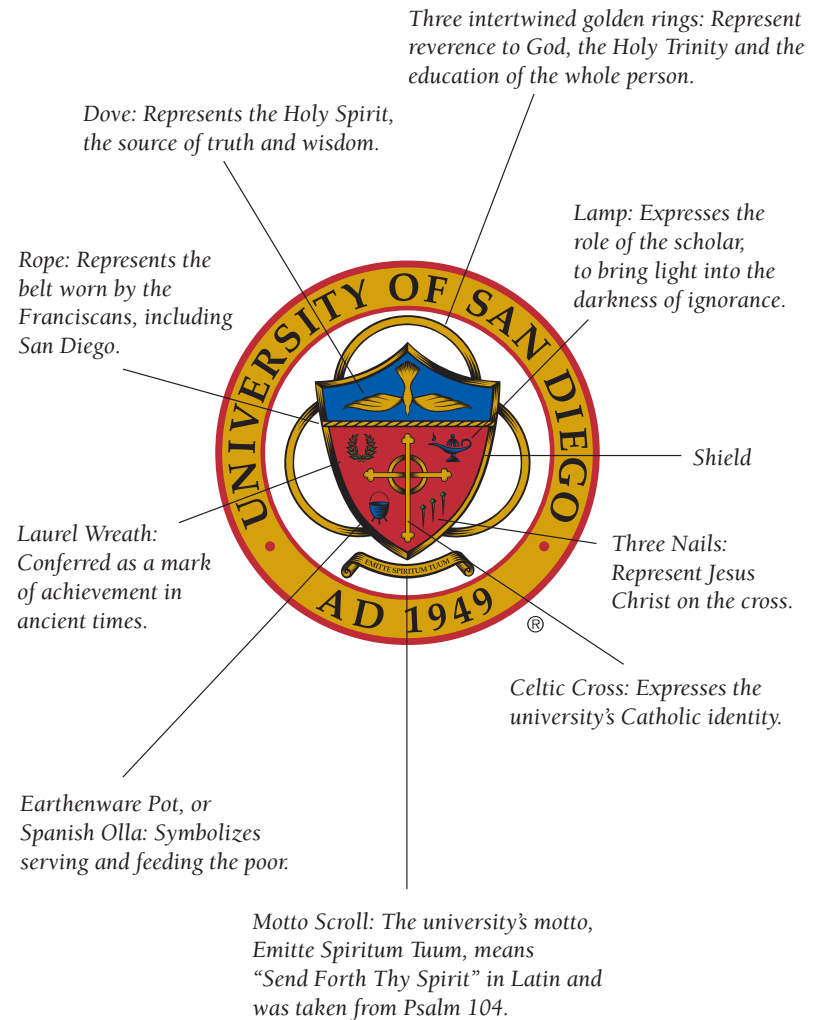 Three intertwined golden rings: Represent
reverence to God, the Holy Trinity and the
education of the whole person.
Dove: Represents the Holy Spirit,
the source of truth and wisdom.
Lamp: Expresses the
role of the scholar,
to bring light into the
darkness of ignorance.
Rope: Represents the
belt worn by the
Franciscans, including
San Diego.
UNIVERSITY OF SAN DIEGO
Shield
Laurel Wreath:
Conferred as a mark
of achievement in
ancient times.
Three Nails:
Represent Jesus
Christ on the cross.
EMITTE SPIRITUM TUUM
AD 1949
®
Celtic Cross: Expresses the
university's Catholic identity.
Earthenware Pot, or
Spanish Olla: Symbolizes
serving and feeding the poor.
Motto Scroll: The university's motto,
Emitte Spiritum Tuum, means
“Send Forth Thy Spirit” in Latin and
was taken from Psalm 104.